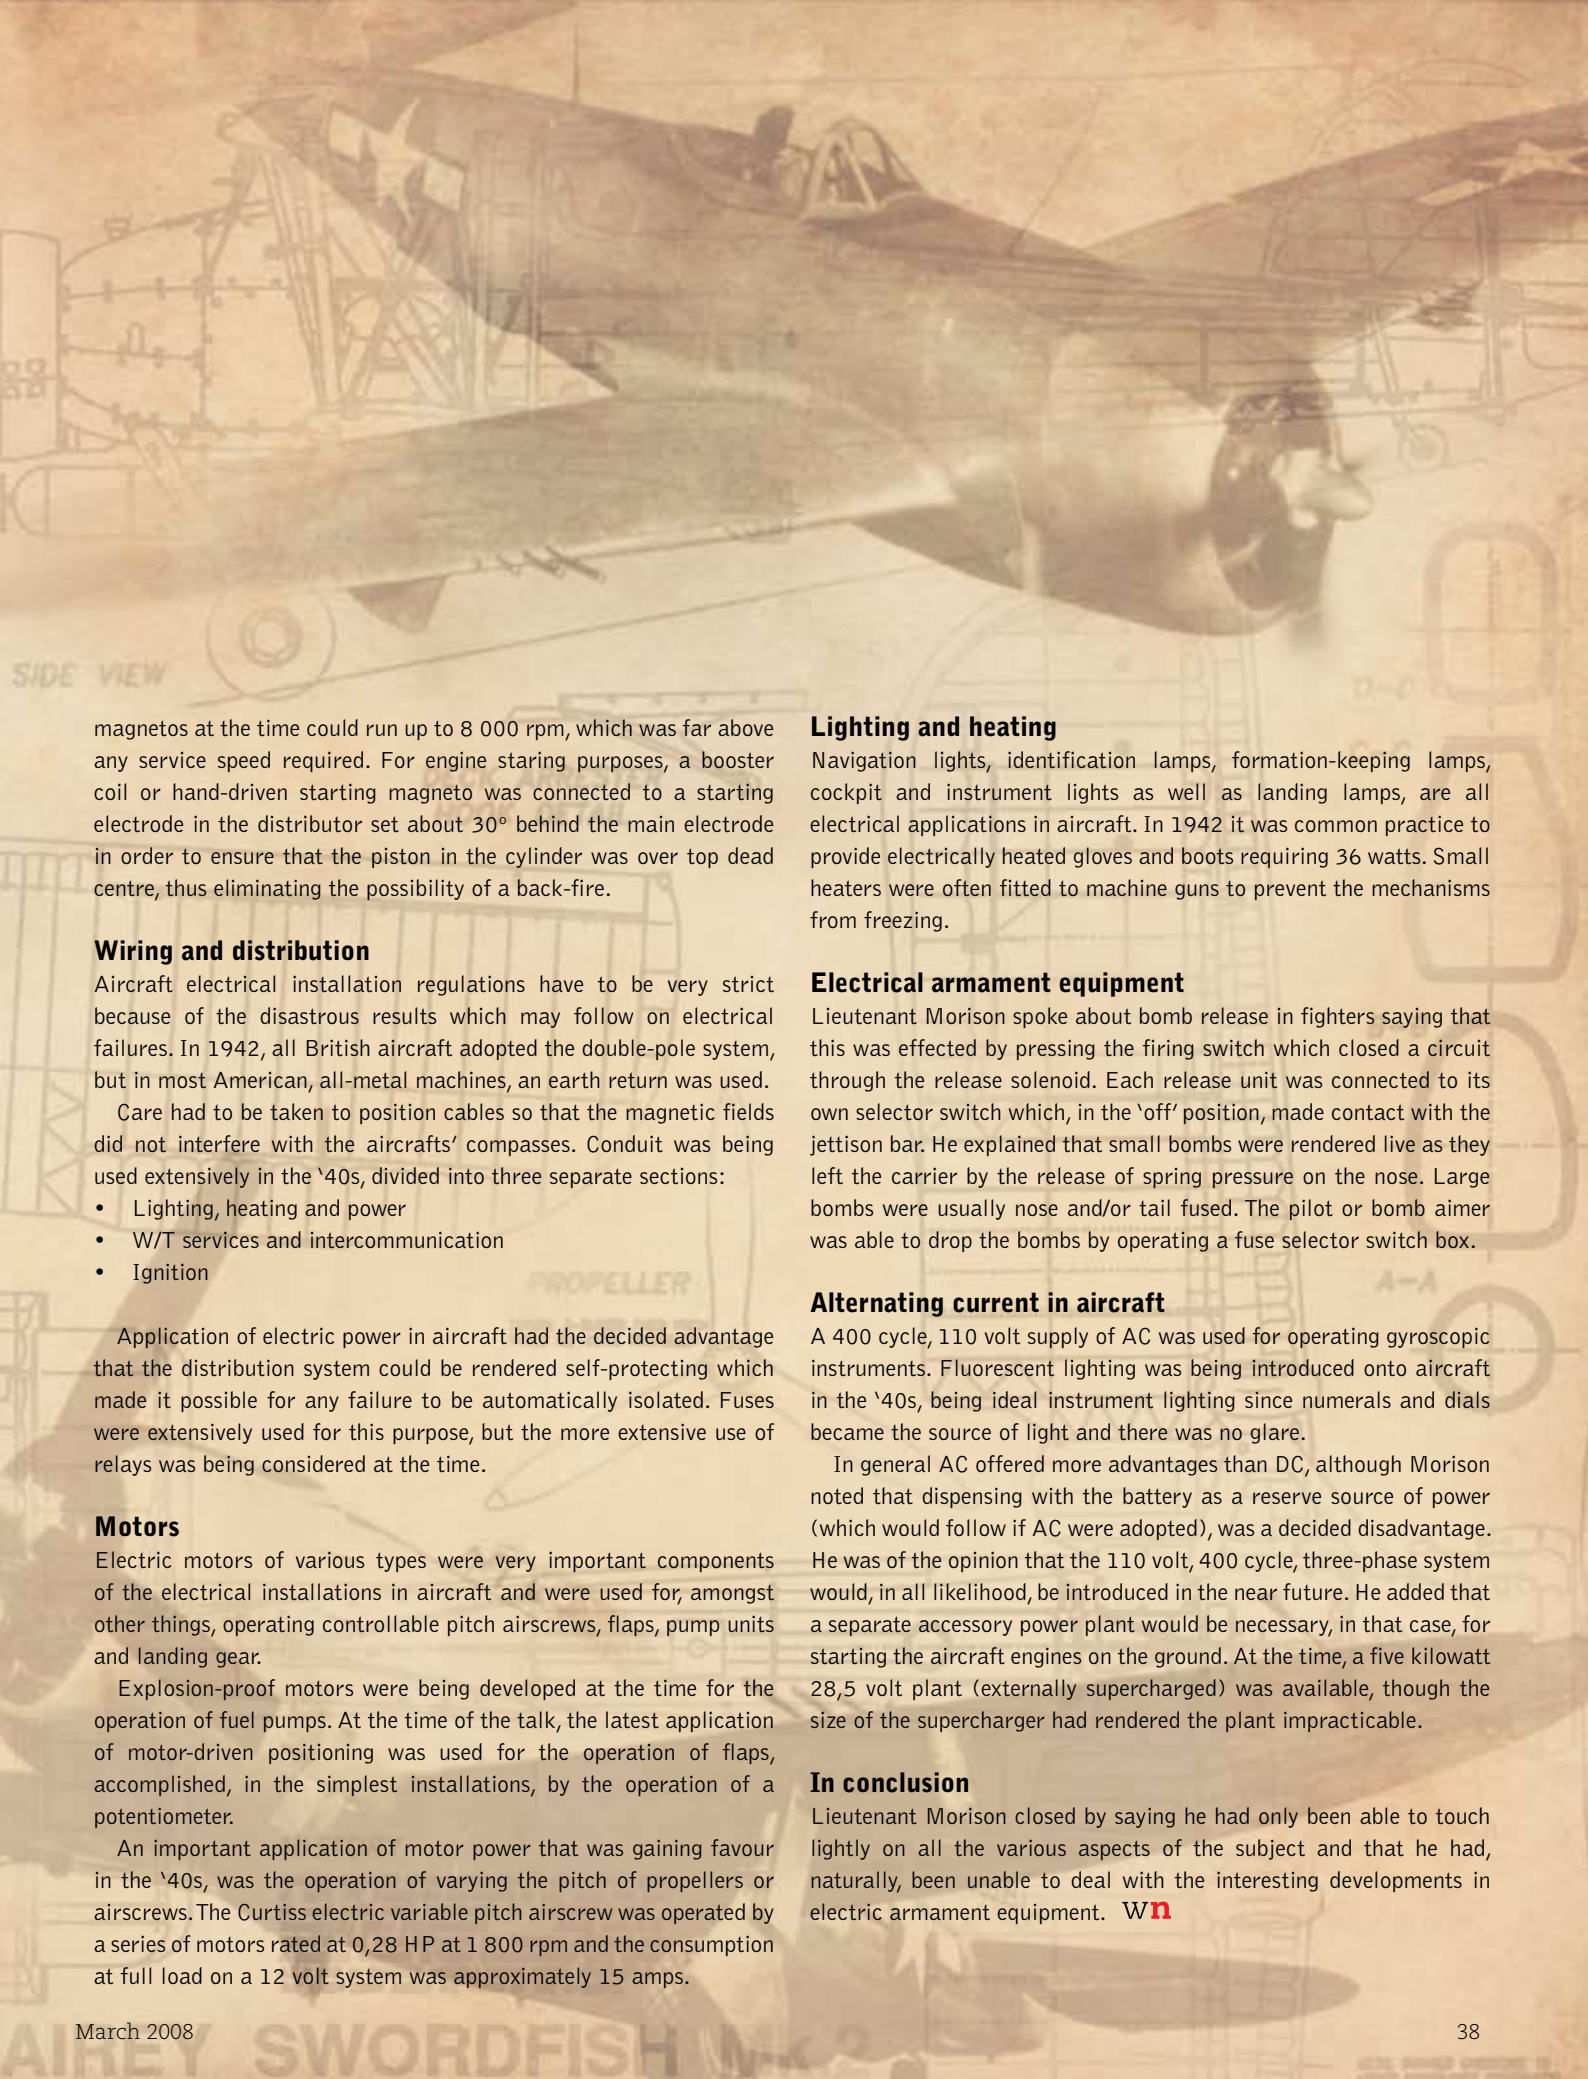 SIDE VIEW
magnetos at the time could run up to 8 000 rpm, which was far above
any service speed required. For engine staring purposes, a booster
coil or hand-driven starting magneto was connected to a starting
electrode in the distributor set about 30° behind the main electrode
in order to ensure that the piston in the cylinder was over top dead
centre, thus eliminating the possibility of a back-fire.
Wiring and distribution
Aircraft electrical installation regulations have to be very strict
because of the disastrous results which may follow on electrical
failures. In 1942, all British aircraft adopted the double-pole system,
but in most American, all-metal machines, an earth return was used.
Care had to be taken to position cables so that the magnetic fields
did not interfere with the aircrafts’ compasses. Conduit was being
used extensively in the ‘40s, divided into three separate sections:
• Lighting, heating and power
• W/T services and intercommunication
• Ignition
PROPELLER
Application of electric power in aircraft had the decided advantage
that the distribution system could be rendered self-protecting which
made it possible for any failure to be automatically isolated. Fuses
were extensively used for this purpose, but the more extensive use of
relays was being considered at the time.
Motors
Electric motors of various types were very important components
of the electrical installations in aircraft and were used for, amongst
other things, operating controllable pitch airscrews, flaps, pump units
and landing gear.
Explosion-proof motors were being developed at the time for the
operation of fuel pumps. At the time of the talk, the latest application
of motor-driven positioning was used for the operation of flaps,
accomplished, in the simplest installations, by the operation of a
potentiometer.
An important application of motor power that was gaining favour
in the ‘40s, was the operation of varying the pitch of propellers or
airscrews. The Curtiss electric variable pitch airscrew was operated by
a series of motors rated at 0,28 HP at 1 800 rpm and the consumption
at full load on a 12 volt system was approximately 15 amps.
D-D
Lighting and heating
Navigation lights, identification lamps, formation-keeping lamps,
cockpit and instrument lights as well as landing lamps, are all
electrical applications in aircraft. In 1942 it was common practice to
provide electrically heated gloves and boots requiring 36 watts. Small
heaters were often fitted to machine guns to prevent the mechanisms
from freezing.
Electrical armament equipment
Lieutenant Morison spoke about bomb release in fighters saying that
this was effected by pressing the firing switch which closed a circuit
through the release solenoid. Each release unit was connected to its
own selector switch which, in the ‘off’ position, made contact with the
jettison bar. He explained that small bombs were rendered live as they
left the carrier by the release of spring pressure on the nose. Large
bombs were usually nose and/or tail fused. The pilot or bomb aimer
was able to drop the bombs by operating a fuse selector switch box.
A-A
Alternating current in aircraft
A 400 cycle, 110 volt supply of AC was used for operating gyroscopic
instruments. Fluorescent lighting was being introduced onto aircraft
in the ‘40s, being ideal instrument lighting since numerals and dials
became the source of light and there was no glare.
In general AC offered more advantages than DC, although Morison
noted that dispensing with the battery as a reserve source of power
(which would follow if AC were adopted), was a decided disadvantage.
He was of the opinion that the 110 volt, 400 cycle, three-phase system
would, in all likelihood, be introduced in the near future. He added that
a separate accessory power plant would be necessary, in that case, for
starting the aircraft engines on the ground. At the time, a five kilowatt
28,5 volt plant (externally supercharged) was available, though the
size of the supercharger had rendered the plant impracticable.
In conclusion
Lieutenant Morison closed by saying he had only been able to touch
lightly on all the various aspects of the subject and that he had,
naturally, been unable to deal with the interesting developments in
electric armament equipment. wn
March 2008
38
AIREY SWORDFISH